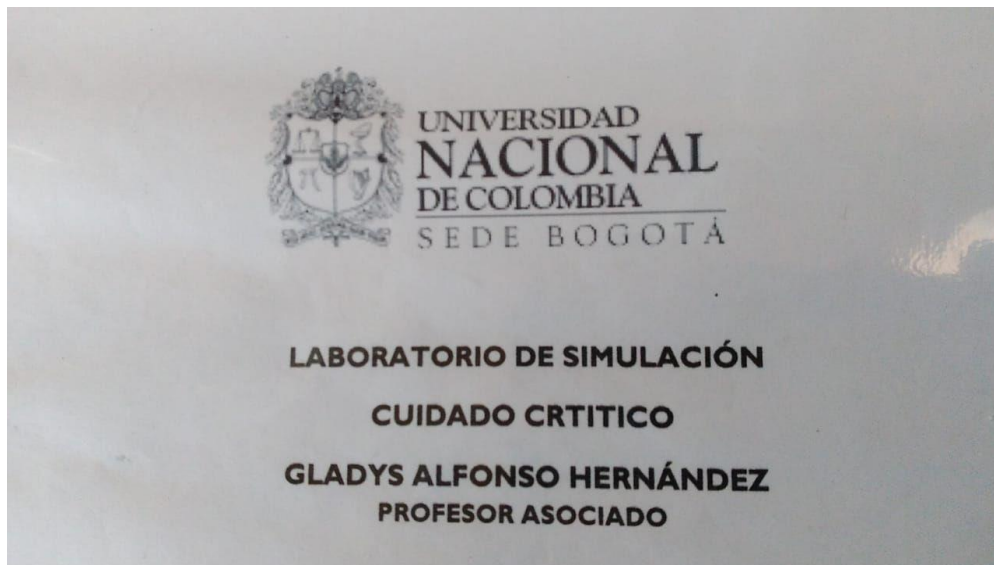 UNIVERSIDAD
NACIONAL
DE COLOMBIA
SEDE BOGOTÁ
LABORATORIO DE SIMULACIÓN
CUIDADO CRTITICO
GLADYS ALFONSO HERNÁNDEZ
PROFESOR ASOCIADO